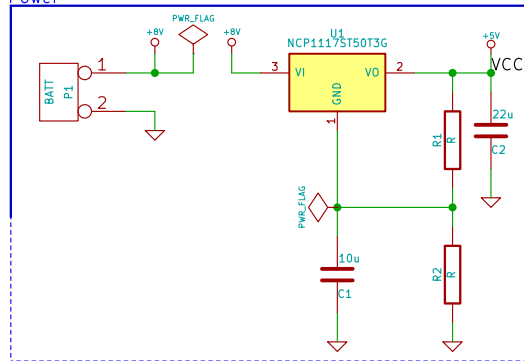 Power
PWR_FLAG
+8V
+8V
U1
NCP1117ST50T3G
+5V
VCC
BATT
P1
1
2
3
VI
VO
2
GND
1
22u
C2
R1
R
PWR_FLAG
10u
C1
R2
R